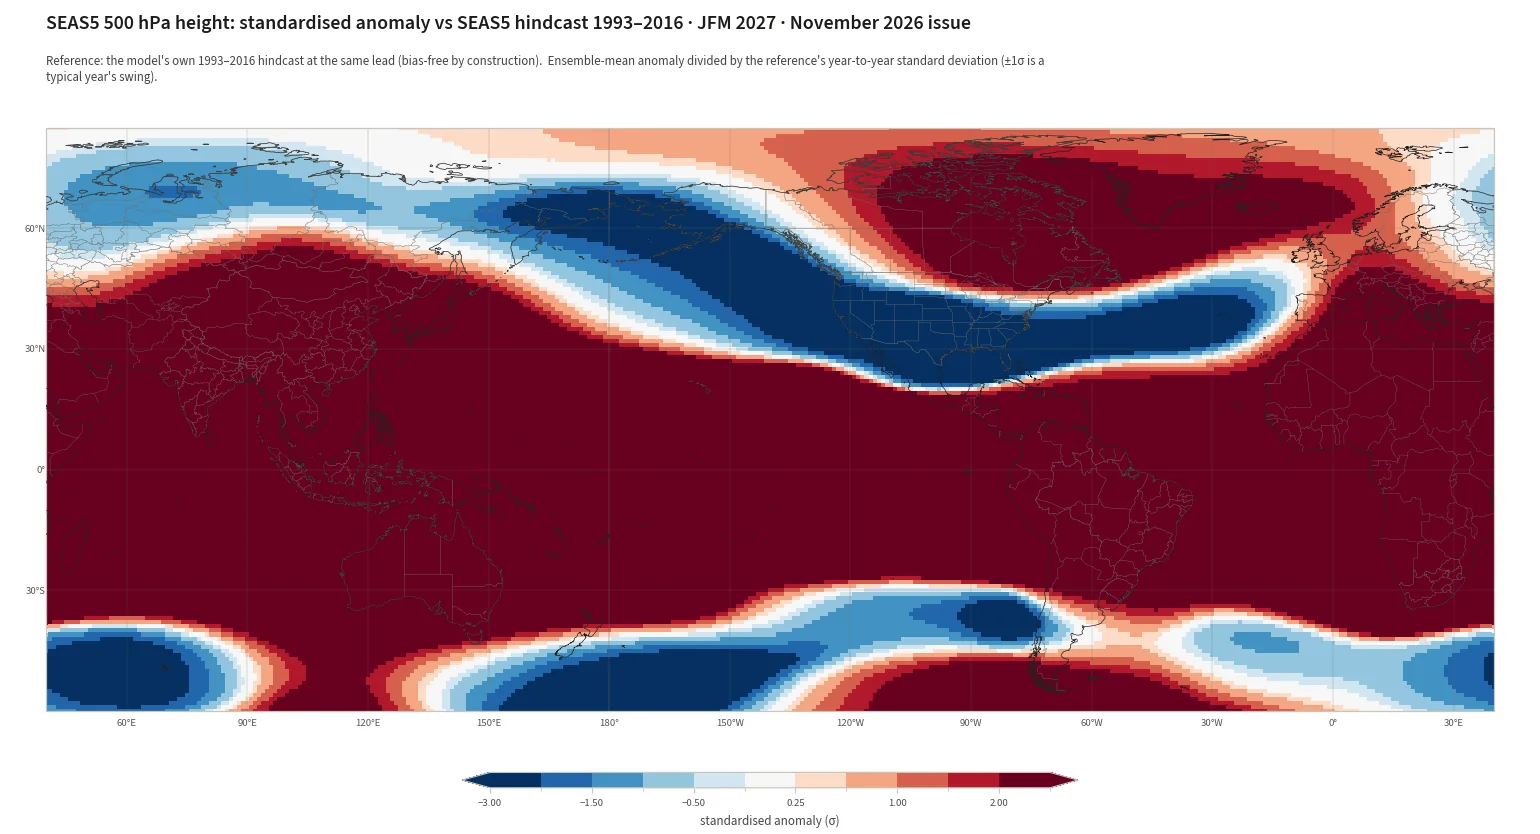 SEAS5 500 hPa height: standardised anomaly vs SEAS5 hindcast 1993–2016 · JFM 2027 · November 2026 issue
Reference: the model's own 1993–2016 hindcast at the same lead (bias-free by construction).  Ensemble-mean anomaly divided by the reference's year-to-year standard deviation (±1σ is a
typical year's swing).
60°N
30°N
0°
30°S
60°E 90°E 120°E 150°E 180° 150°W 120°W 90°W 60°W 30°W 0° 30°E
−3.00 −1.50 −0.50 0.25 1.00 2.00
standardised anomaly (σ)